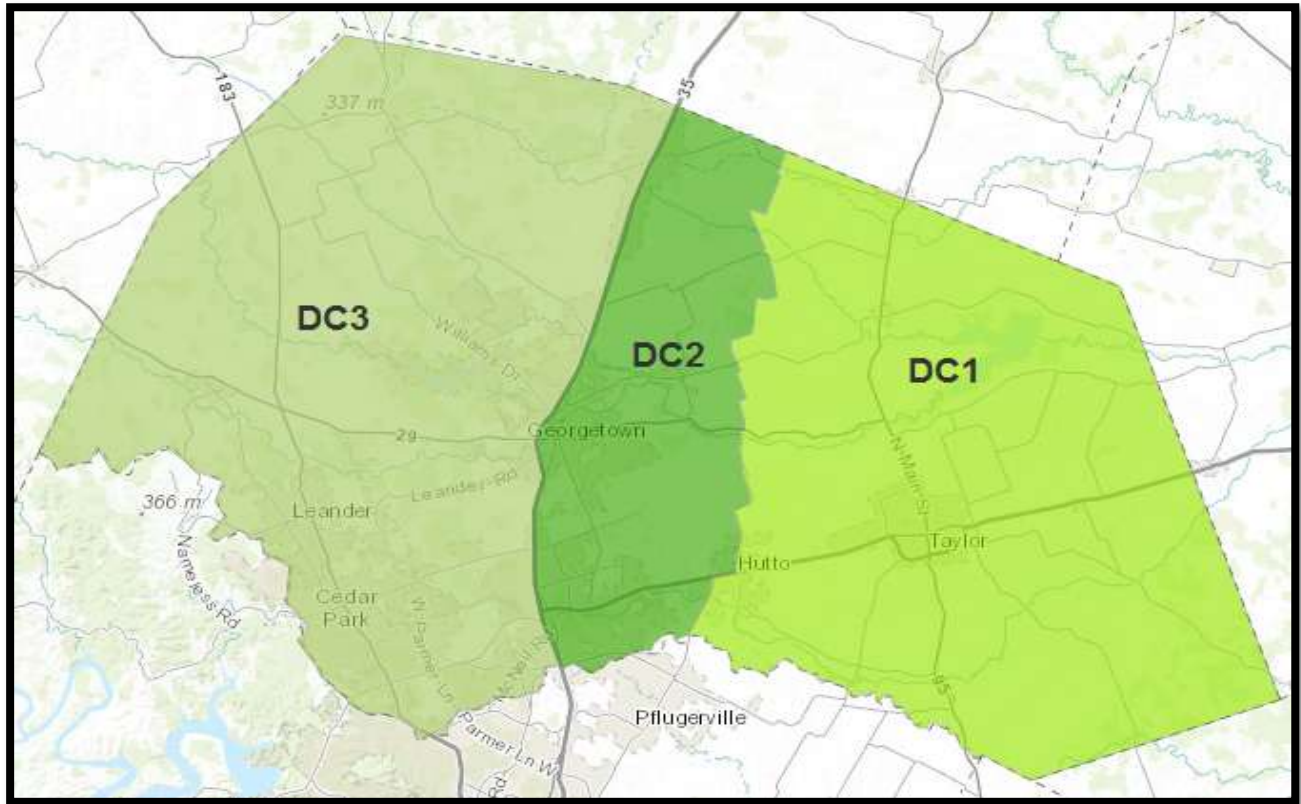 183
35
337 m
DC3
Williams Dr
DC2
DC1
Georgetown
29
N-Main-St
Leander-Rd
366 m
Leander
Taylor
Hutto
Nameless Rd
Cedar
Park
W-Parmer Ln
95
Pflugerville
Parmer Ln W
Rd